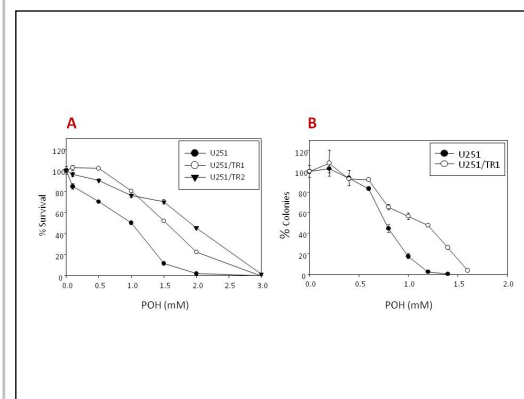 A
U251
U251/TR1
U251/TR2
% Survival
120
100
80
60
40
20
0
0.0 0.5 1.0 1.5 2.0 2.5 3.0
POH (mM)
B
U251
U251/TR1
% Colonies
120
100
80
60
40
20
0
0.0 0.5 1.0 1.5 2.0
POH (mM)